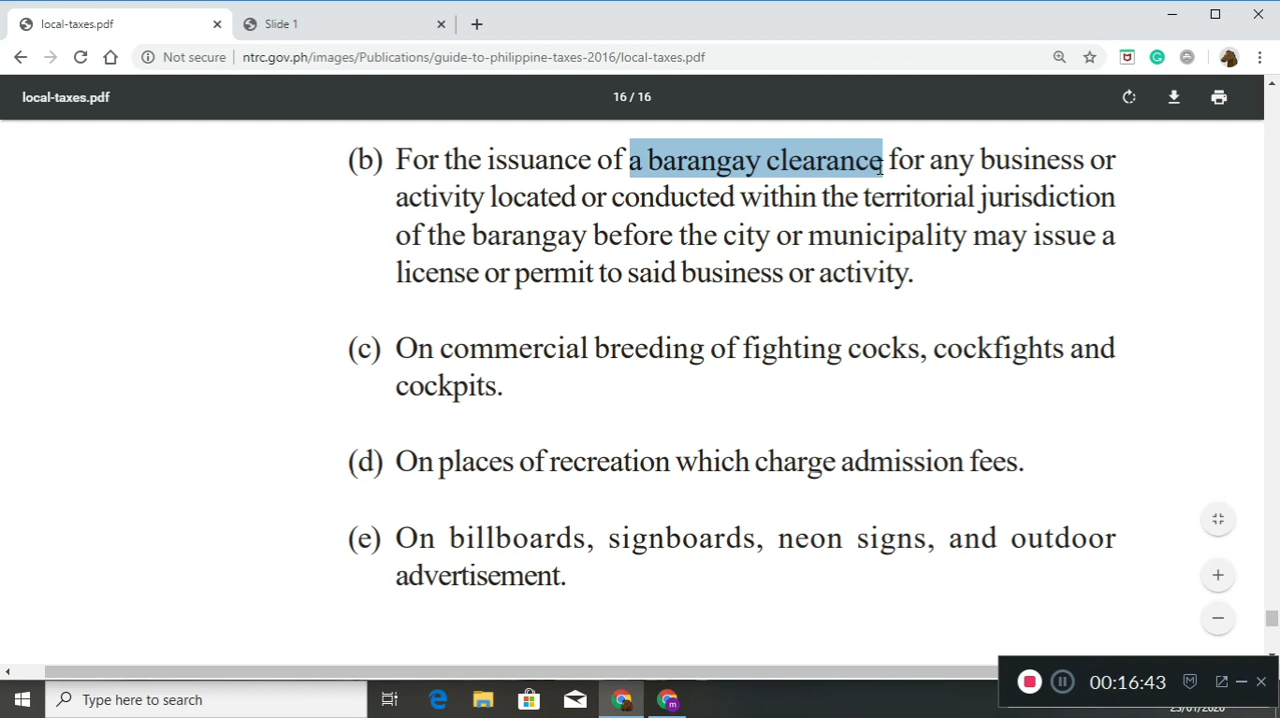 local-taxes.pdf
Slide 1
Not secure
ntrc.gov.ph/images/Publications/guide-to-philippine-taxes-2016/local-taxes.pdf
local-taxes.pdf
16 / 16
(b) For the issuance of a barangay clearance for any business or
activity located or conducted within the territorial jurisdiction
of the barangay before the city or municipality may issue a
license or permit to said business or activity.
(c) On commercial breeding of fighting cocks, cockfights and
cockpits.
(d) On places of recreation which charge admission fees.
(e) On billboards, signboards, neon signs, and outdoor
advertisement.
00:16:43
Type here to search